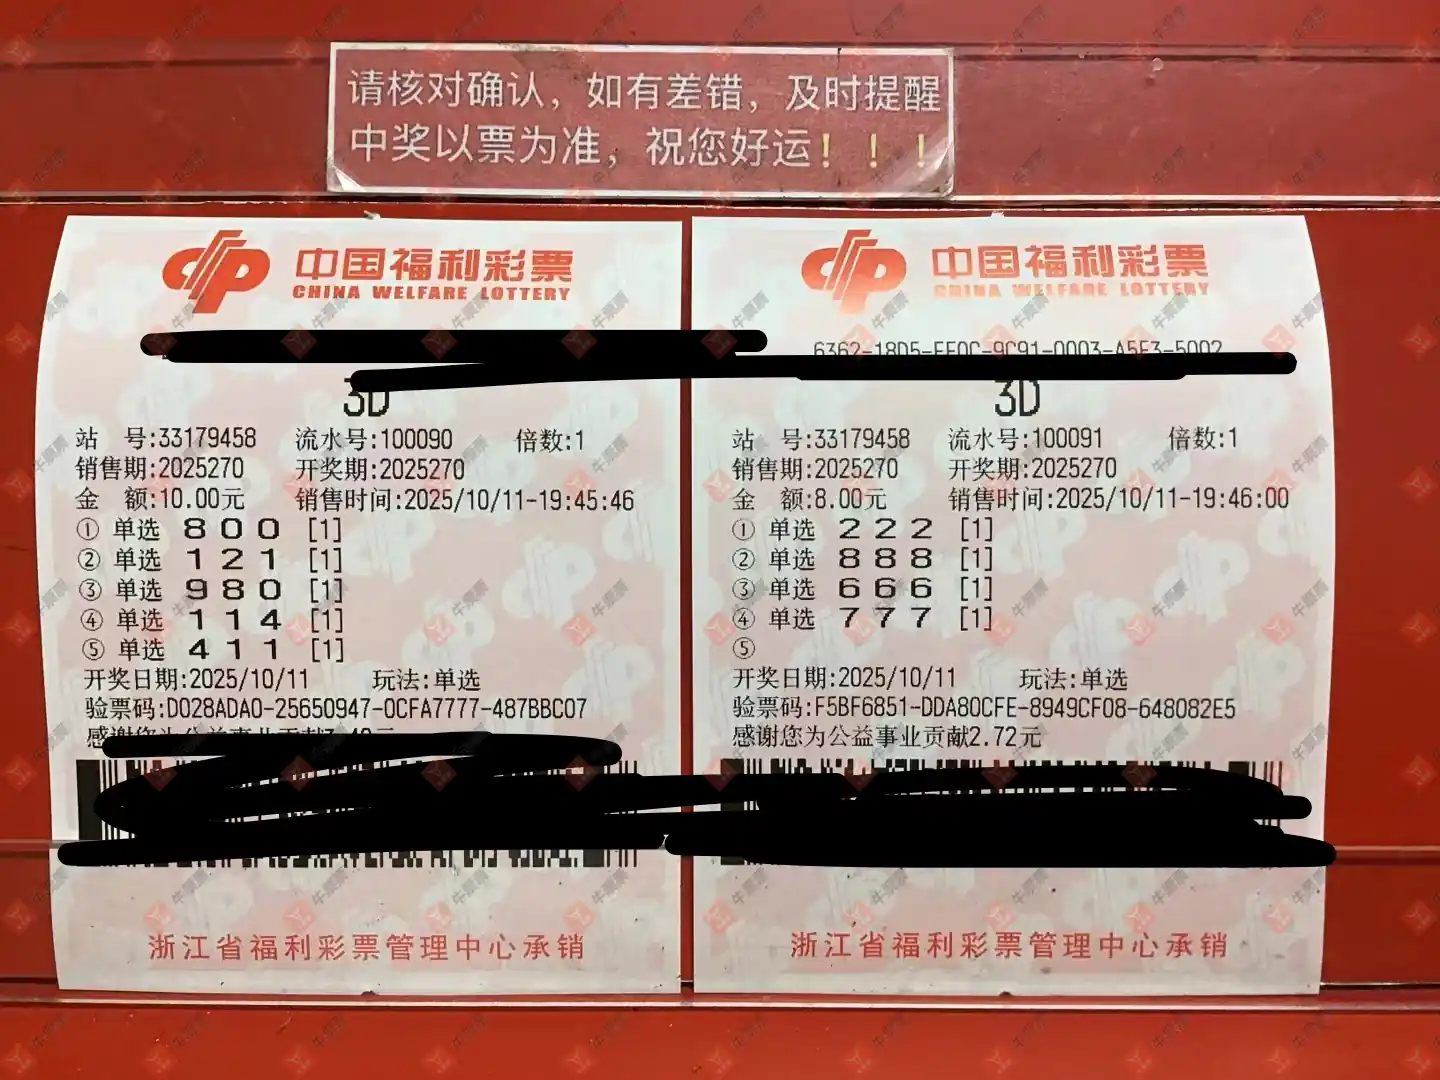 请核对确认，如有差错，及时提醒
中奖以票为准，祝您好运！！！
中国福利彩票
CHINA WELFARE LOTTERY
3D
站 号:33179458 流水号:100090 倍数:1
销售期:2025270 开奖期:2025270
金 额:10.00元 销售时间:2025/10/11-19:45:46
① 单选 8 0 0 [1]
② 单选 1 2 1 [1]
③ 单选 9 8 0 [1]
④ 单选 1 1 4 [1]
⑤ 单选 4 1 1 [1]
开奖日期:2025/10/11 玩法:单选
验票码:D028ADA0-25650947-0CFA7777-487BBC07
感谢您为公益事业贡献
浙江省福利彩票管理中心承销
中国福利彩票
CHINA WELFARE LOTTERY
3D
站 号:33179458 流水号:100091 倍数:1
销售期:2025270 开奖期:2025270
金 额:8.00元 销售时间:2025/10/11-19:46:00
① 单选 2 2 2 [1]
② 单选 8 8 8 [1]
③ 单选 6 6 6 [1]
④ 单选 7 7 7 [1]
⑤
开奖日期:2025/10/11 玩法:单选
验票码:F5BF6851-DDA80CFE-8949CF08-648082E5
感谢您为公益事业贡献2.72元
浙江省福利彩票管理中心承销